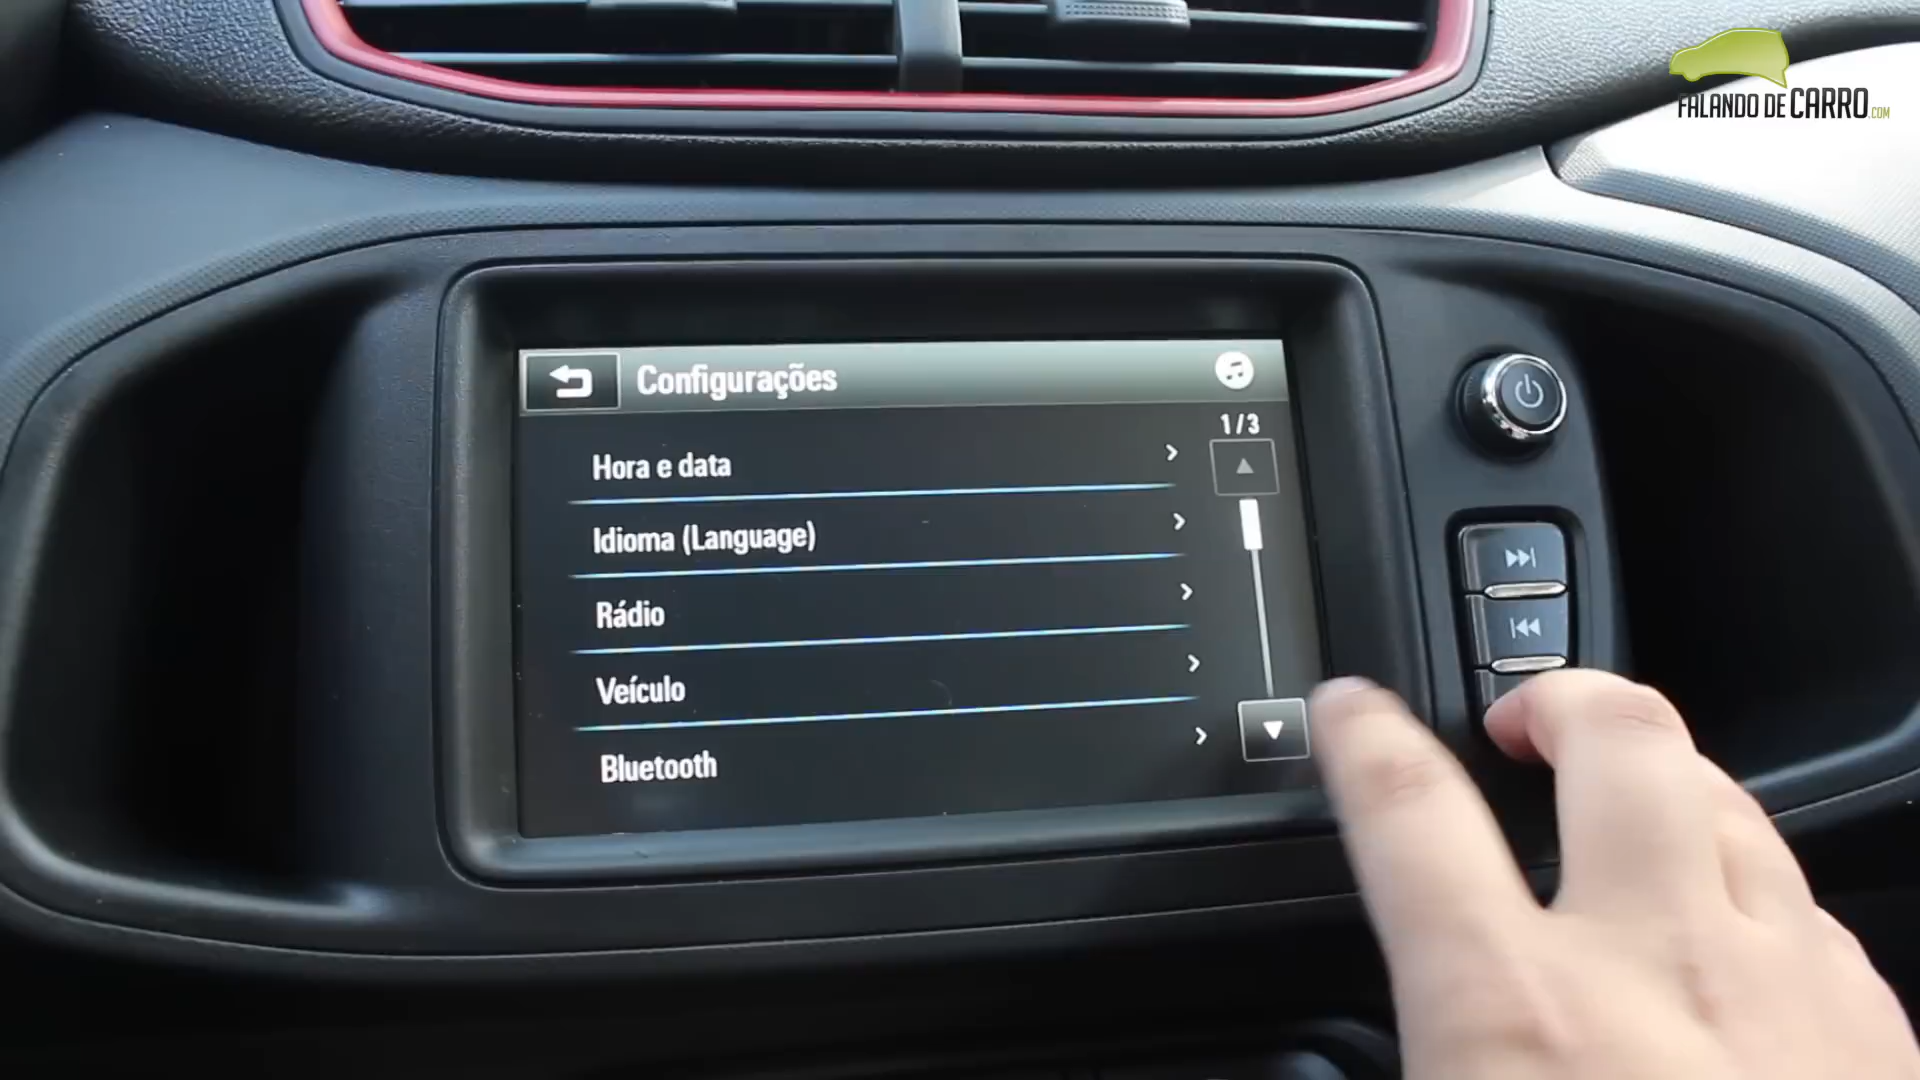 FALANDO DE CARRO.COM
Configurações
1/3
Hora e data
Idioma (Language)
Rádio
Veículo
Bluetooth